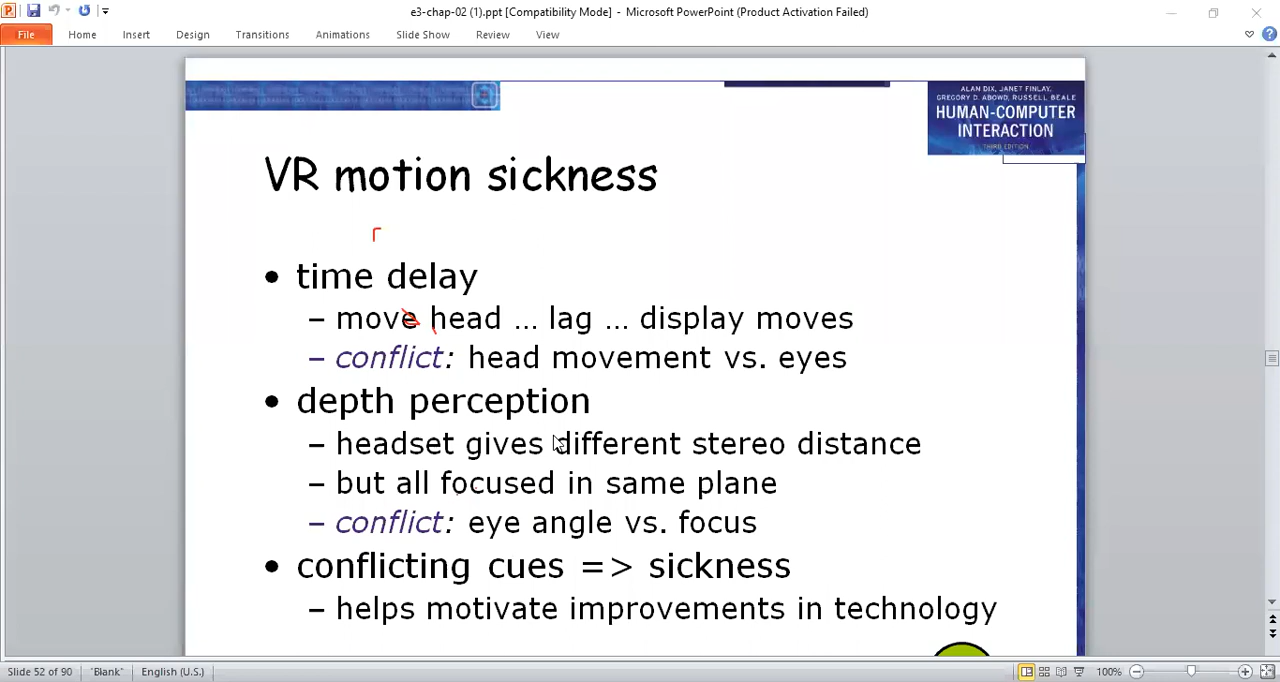 e3-chap-02 (1).ppt [Compatibility Mode] - Microsoft PowerPoint (Product Activation Failed)
File Home Insert Design Transitions Animations Slide Show Review View
ALAN DIX, JANET FINLAY,
GREGORY D. ABOWD, RUSSELL BEALE
HUMAN-COMPUTER
INTERACTION
THIRD EDITION
VR motion sickness
• time delay
– move head ... lag ... display moves
– conflict: head movement vs. eyes
• depth perception
– headset gives different stereo distance
– but all focused in same plane
– conflict: eye angle vs. focus
• conflicting cues => sickness
– helps motivate improvements in technology
Slide 52 of 90 "Blank" English (U.S.) 100%